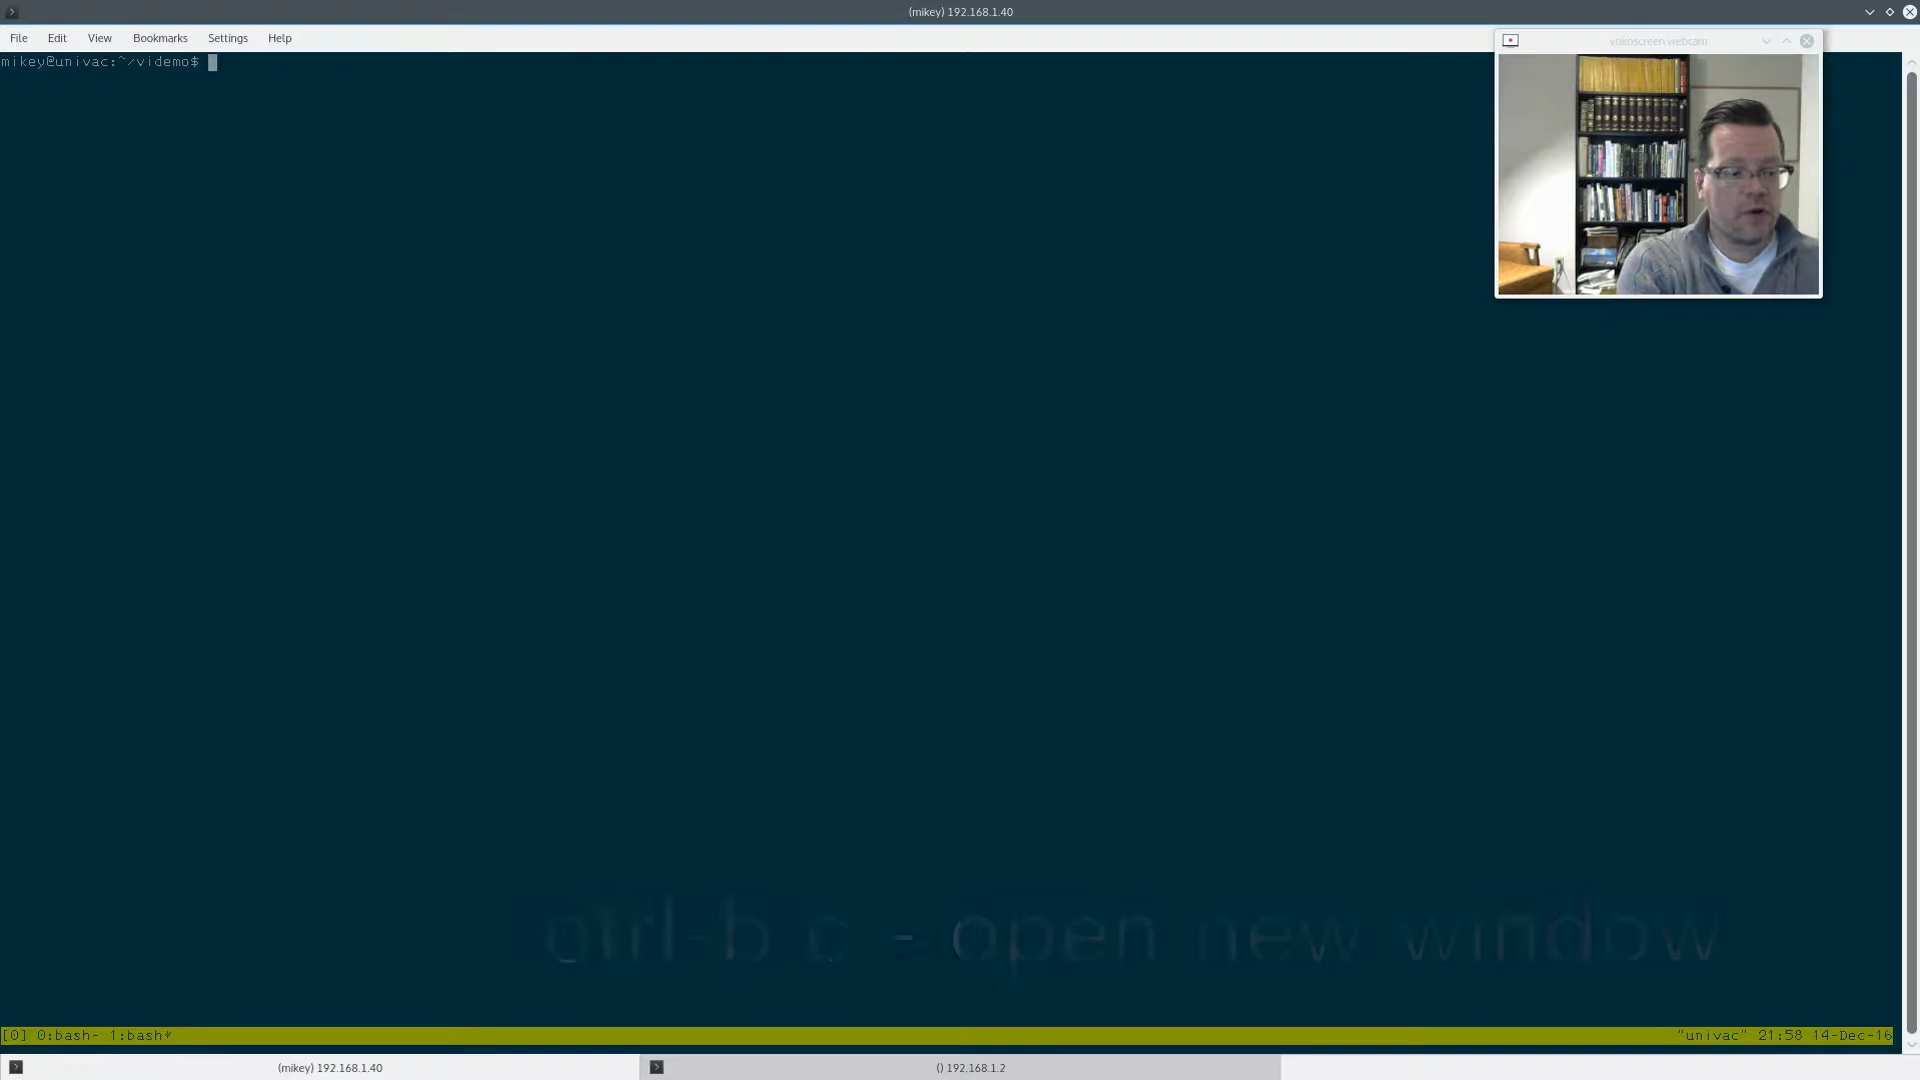 (mikey) 192.168.1.40
File Edit View Bookmarks Settings Help
vokoscreen webcam
mikey@univac:~/videmo$
ctrl-b c - open new window
[0] 0:bash- 1:bash* "univac" 21:58 14-Dec-16
(mikey) 192.168.1.40 () 192.168.1.2